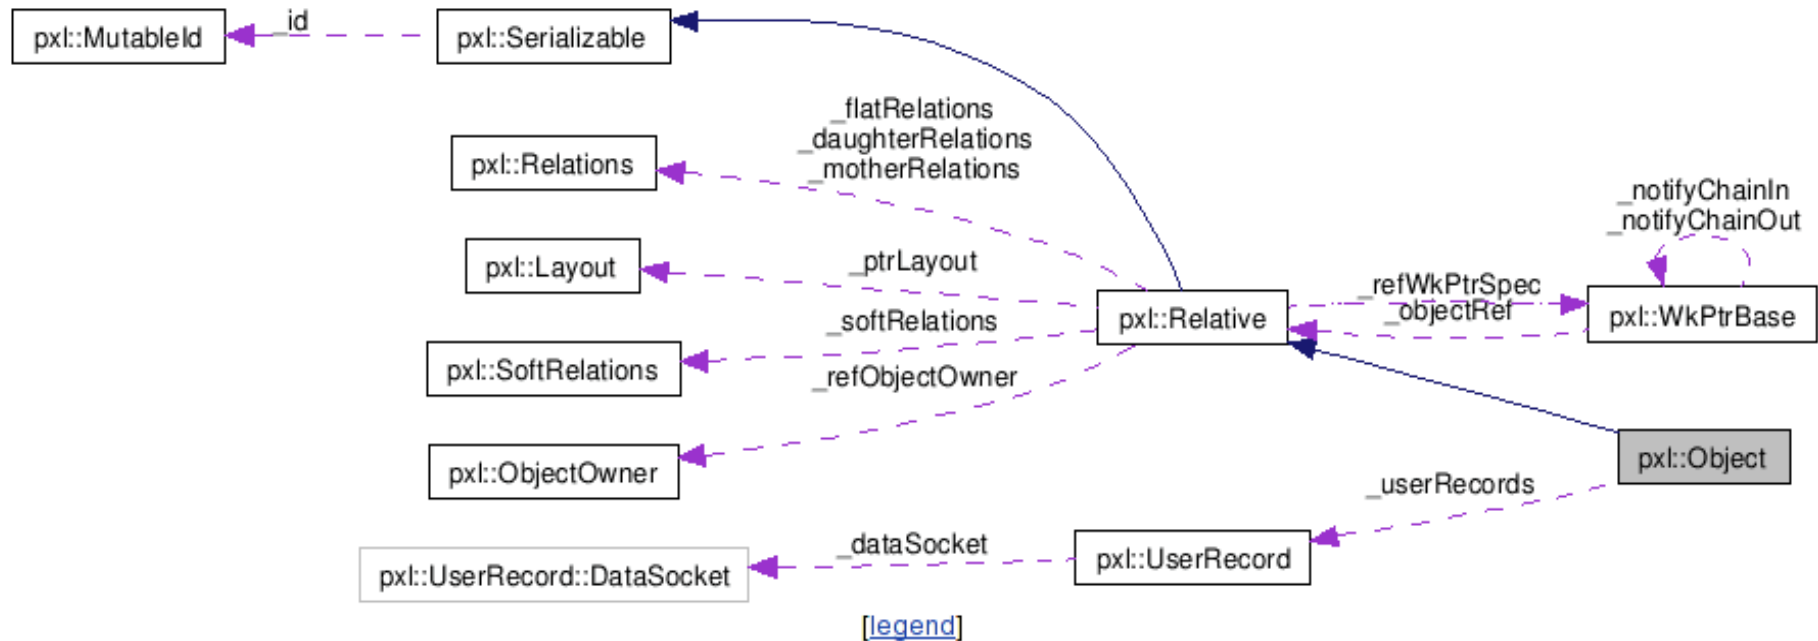 pxl::MutableId
_id
pxl::Serializable
_flatRelations
_daughterRelations
_motherRelations
pxl::Relations
_notifyChainIn
_notifyChainOut
pxl::Layout
_ptrLayout
_refWkPtrSpec
_objectRef
pxl::Relative
pxl::WkPtrBase
_softRelations
pxl::SoftRelations
_refObjectOwner
pxl::ObjectOwner
pxl::Object
_userRecords
_dataSocket
pxl::UserRecord
pxl::UserRecord::DataSocket
[legend]